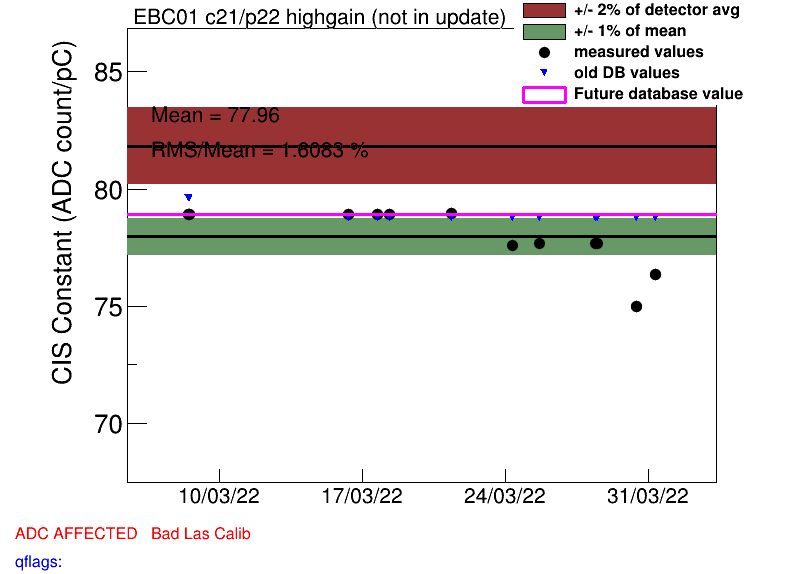 EBC01 c21/p22 highgain (not in update)
+/- 2% of detector avg
+/- 1% of mean
measured values
old DB values
Future database value
CIS Constant (ADC count/pC)
85
80
75
70
Mean = 77.96
RMS/Mean = 1.6083 %
10/03/22
17/03/22
24/03/22
31/03/22
ADC AFFECTED Bad Las Calib
qflags: